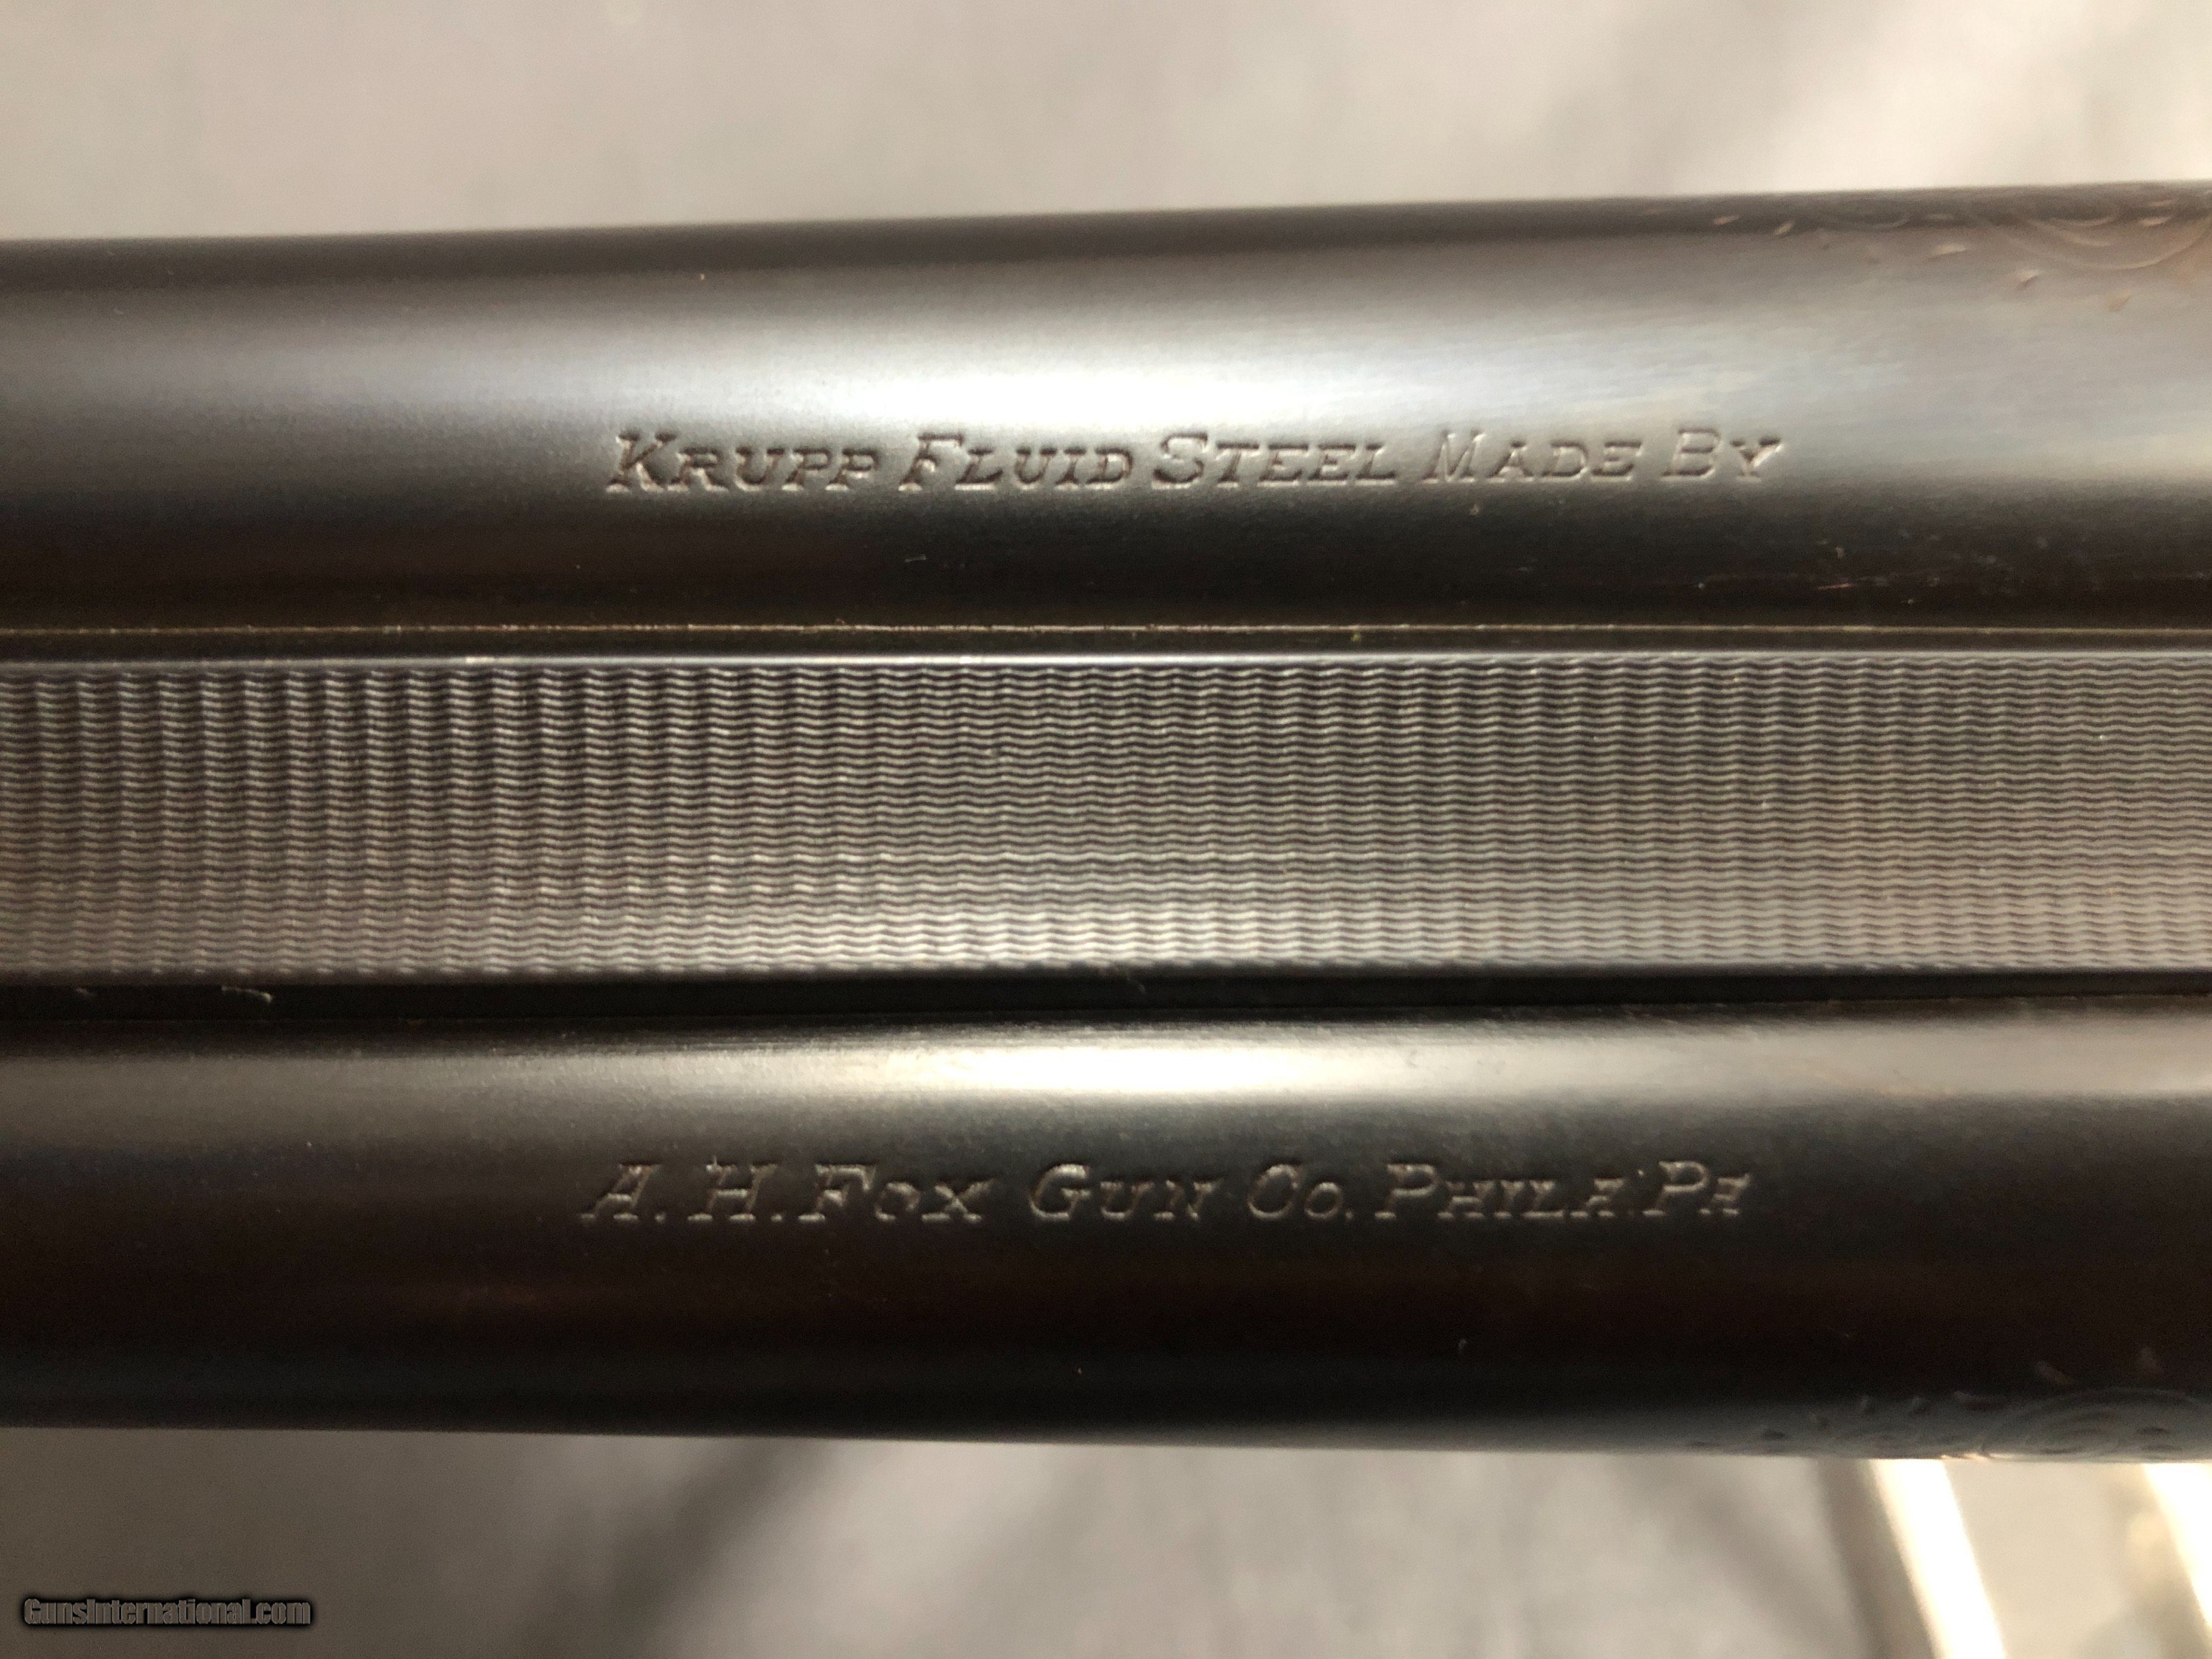 KRUPP FLUID STEEL MADE BY
A.H.FOX GUN CO. PHILA. PA
GunsInternational.com